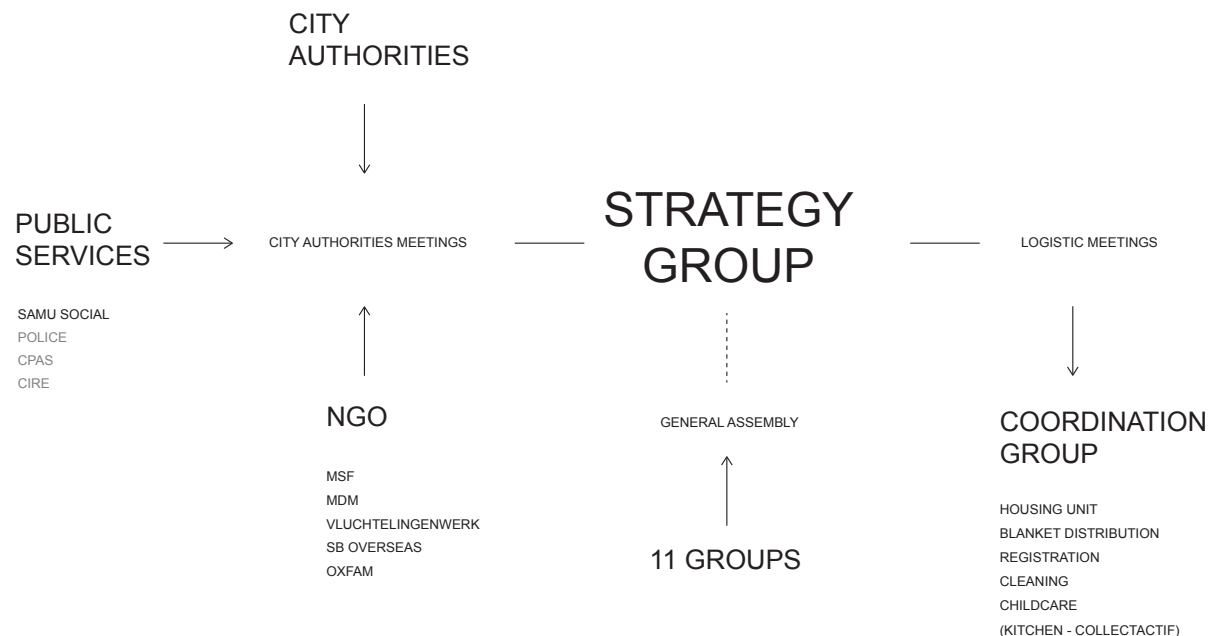 CITY
AUTHORITIES
PUBLIC
SERVICES
SAMU SOCIAL
POLICE
CPAS
CIRE
CITY AUTHORITIES MEETINGS
NGO
MSF
MDM
VLUCHTELINGENWERK
SB OVERSEAS
OXFAM
STRATEGY
GROUP
GENERAL ASSEMBLY
11 GROUPS
LOGISTIC MEETINGS
COORDINATION
GROUP
HOUSING UNIT
BLANKET DISTRIBUTION
REGISTRATION
CLEANING
CHILDCARE
(KITCHEN - COLLECTACTIF)